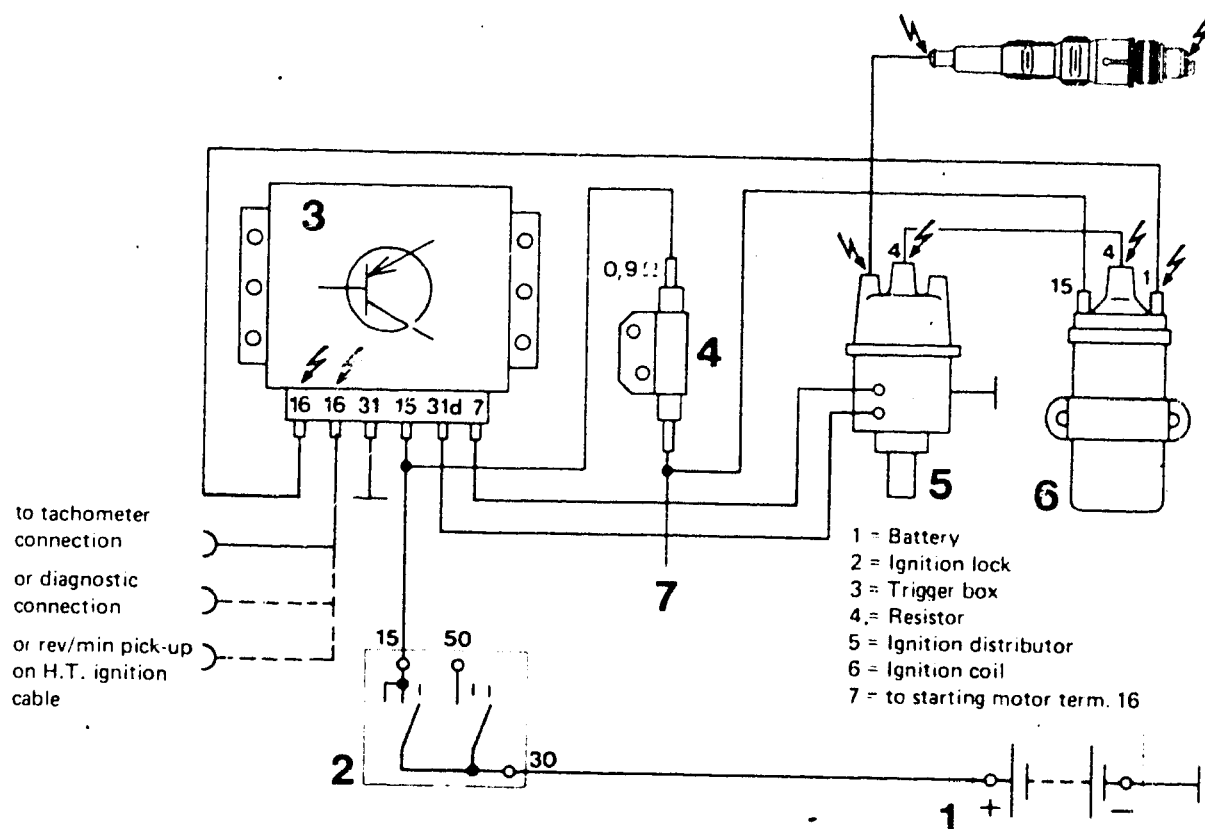 3
0,9 Ω
4
4
4
15
1
16 16 31 15 31d 7
5
6
to tachometer
connection
or diagnostic
connection
or rev/min pick-up
on H.T. ignition
cable
7
1 = Battery
2 = Ignition lock
3 = Trigger box
4 = Resistor
5 = Ignition distributor
6 = Ignition coil
7 = to starting motor term. 16
15 50
2
30
1
+
−